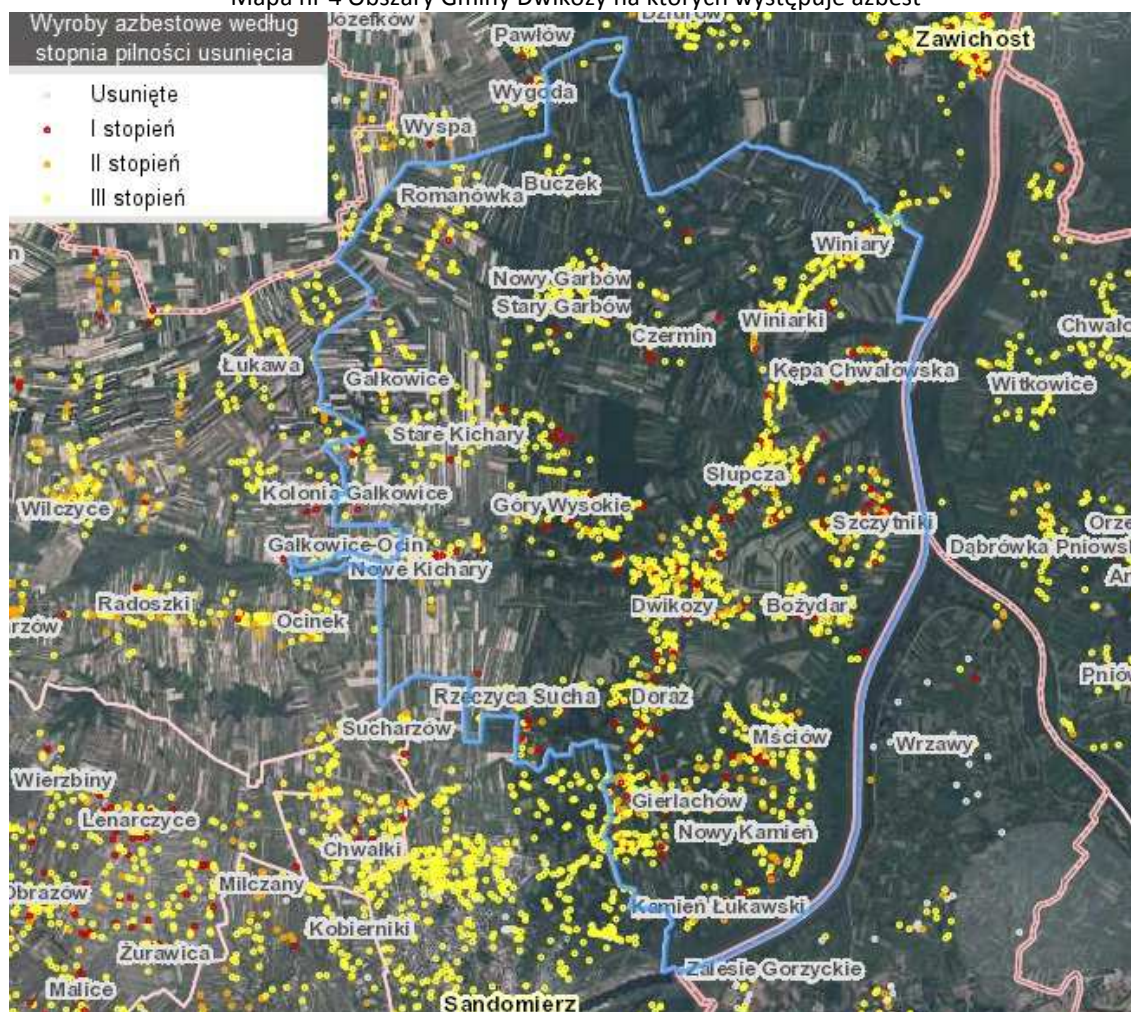 Mapa nr 4 Obszary Gminy Dwikozy na których występuje azbest
Wyroby azbestowe według
stopnia pilności usunięcia
Usunięte
I stopień
II stopień
III stopień
Józefków
Pawłów
Dziurów
Zawichost
Wygoda
Wyspa
Buczek
Romanówka
Winiary
Nowy Garbów
Stary Garbów
Winiarki
Czermin
Łukawa
Gałkowice
Kępa Chwałowska
Witkowice
Stare Kichary
Słupcza
Kolonia Gałkowice
Wilczyce
Góry Wysokie
Szczytniki
Gałkowice-Ocin
Nowe Kichary
Radoszki
Ocinek
Dwikozy
Bożydar
Rzeczyca Sucha
Doraz
Sucharzów
Mściów
Wrzawy
Wierzbiny
Lenarczyce
Gierlachów
Nowy Kamień
Chwałki
Milczany
Obrazów
Kamień Łukawski
Kobierniki
Żurawica
Zalesie Gorzyckie
Malice
Sandomierz